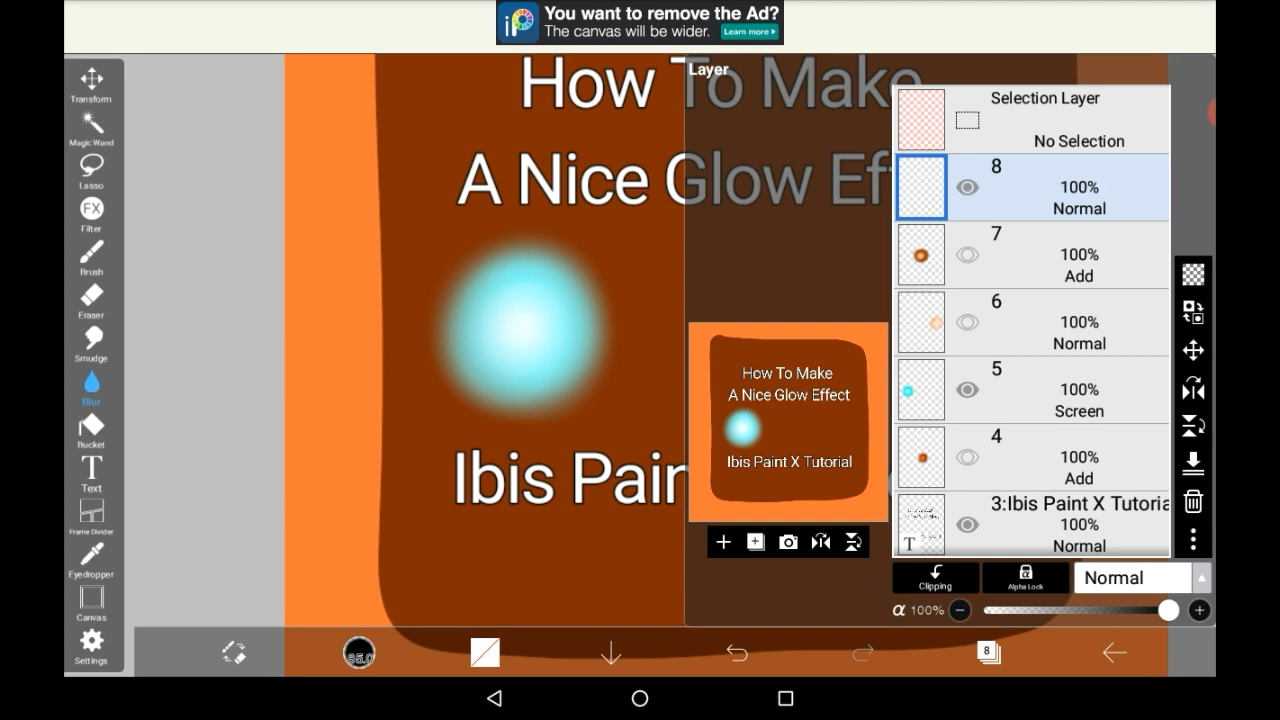 You want to remove the Ad?
The canvas will be wider. Learn more
Layer
Transform
Magic Wand
Lasso
FX
Filter
Brush
Eraser
Smudge
Blur
Bucket
T
Text
Frame Divider
Eyedropper
Canvas
Settings
How To Make
A Nice Glow Ef
Ibis Pain
How To Make
A Nice Glow Effect
Ibis Paint X Tutorial
Selection Layer
No Selection
8
100%
Normal
7
100%
Add
6
100%
Normal
5
100%
Screen
4
100%
Add
3:Ibis Paint X Tutoria
100%
T
Normal
Clipping
Alpha Lock
Normal
α 100%
85.0
8